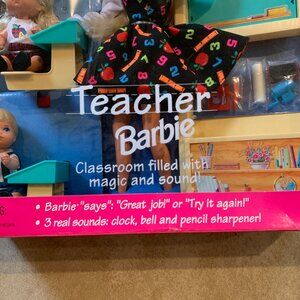 Teacher
Barbie
Classroom filled with
magic and sound!
• Barbie "says": "Great job!" or "Try it again!"
• 3 real sounds: clock, bell and pencil sharpener!